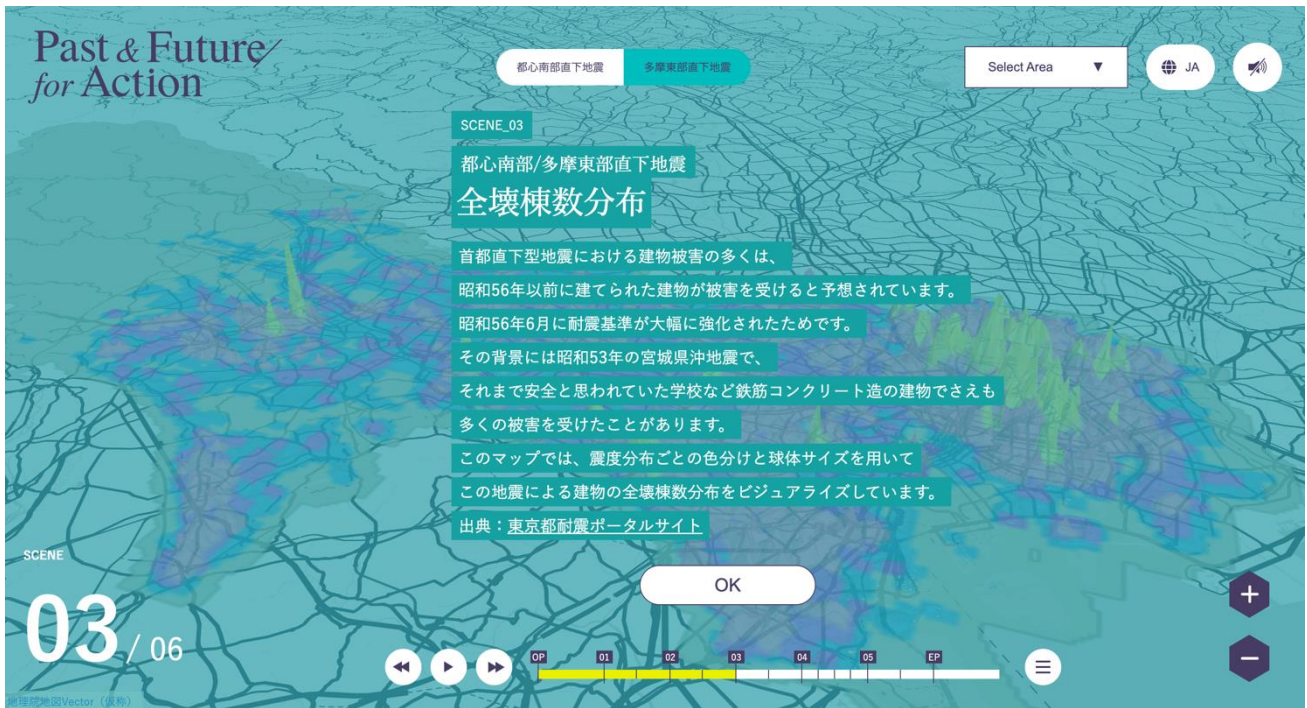 Past & Future
for Action
都心南部直下地震
多摩東部直下地震
Select Area ▼
JA
SCENE_03
都心南部/多摩東部直下地震
全壊棟数分布
首都直下型地震における建物被害の多くは、
昭和56年以前に建てられた建物が被害を受けると予想されています。
昭和56年6月に耐震基準が大幅に強化されたためです。
その背景には昭和53年の宮城県沖地震で、
それまで安全と思われていた学校など鉄筋コンクリート造の建物でさえも
多くの被害を受けたことがあります。
このマップでは、震度分布ごとの色分けと球体サイズを用いて
この地震による建物の全壊棟数分布をビジュアライズしています。
出典：東京都耐震ポータルサイト
OK
SCENE
03 / 06
OP 01 02 03 04 05 EP
地理院地図Vector（仮称）